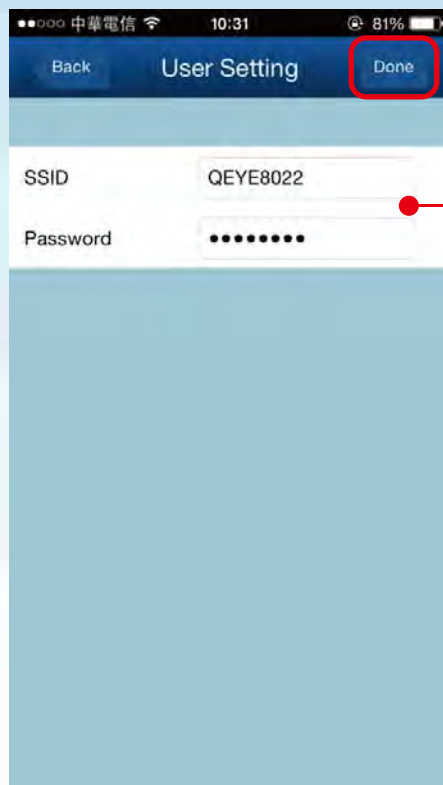 中華電信 10:31 81%
Back User Setting Done
SSID QEYE8022
Password ••••••••